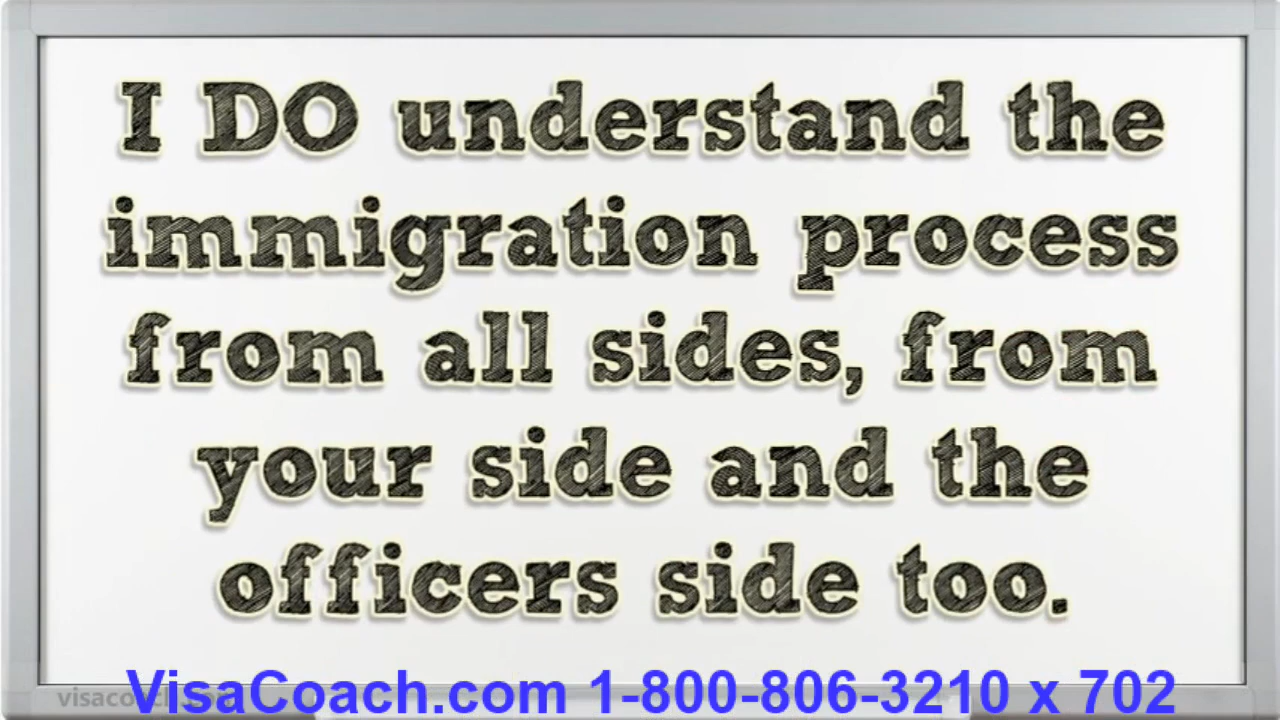 I DO understand the
immigration process
from all sides, from
your side and the
officers side too.
VisaCoach.com 1-800-806-3210 x 702